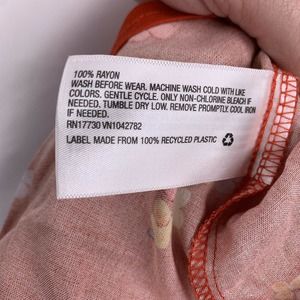 100% RAYON
WASH BEFORE WEAR. MACHINE WASH COLD WITH LIKE
COLORS. GENTLE CYCLE. ONLY NON-CHLORINE BLEACH IF
NEEDED. TUMBLE DRY LOW. REMOVE PROMPTLY. COOL IRON
IF NEEDED.
RN17730 VN1042782
LABEL MADE FROM 100% RECYCLED PLASTIC